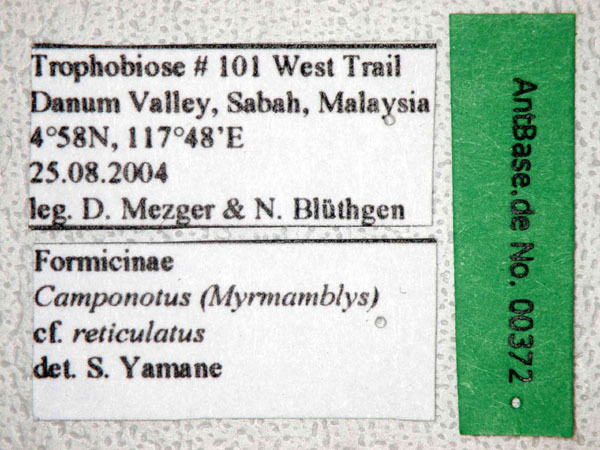 Trophobiose # 101 West Trail
Danum Valley, Sabah, Malaysia
4°58N, 117°48'E
25.08.2004
leg. D. Mezger & N. Blüthgen
Formicinae
Camponotus (Myrmamblys)
cf. reticulatus
det. S. Yamane
AntBase.de No. 00372